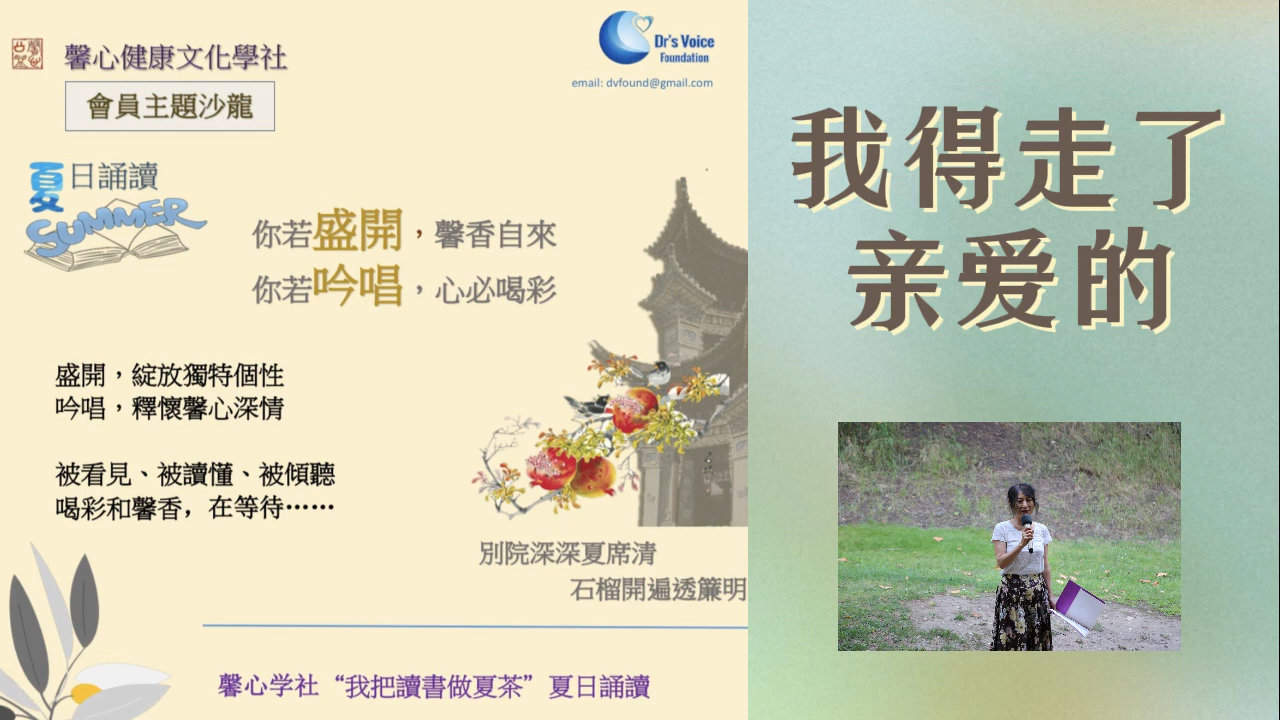 馨心健康文化學社
會員主題沙龍
Dr's Voice
Foundation
email: dvfound@gmail.com
夏日誦讀
SUMMER
你若盛開，馨香自來
你若吟唱，心必喝彩
盛開，綻放獨特個性
吟唱，釋懷馨心深情
被看見、被讀懂、被傾聽
喝彩和馨香，在等待……
別院深深夏席清
石榴開遍透簾明
馨心学社“我把讀書做夏茶”夏日誦讀
我得走了
亲爱的